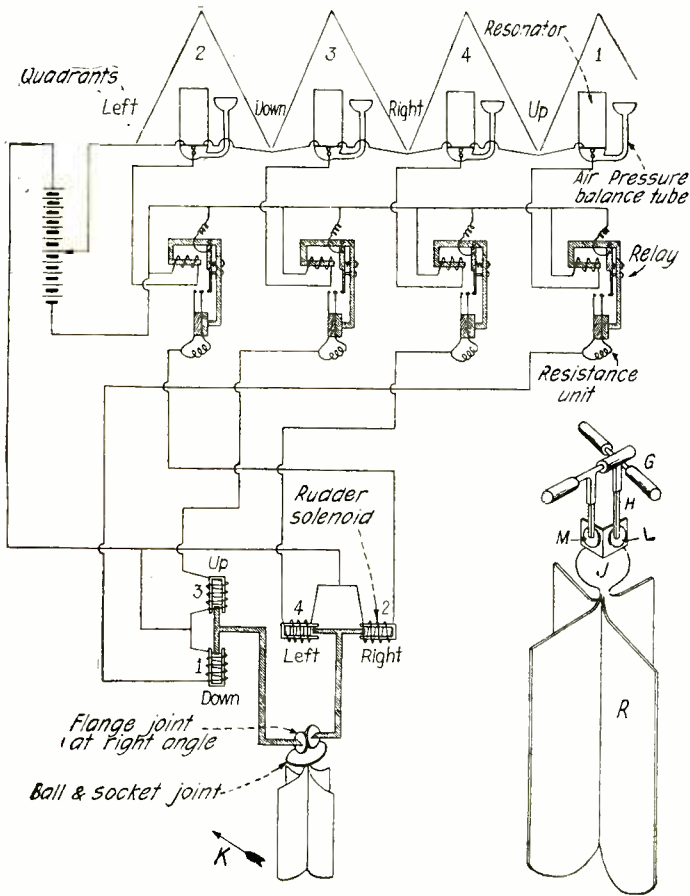 2
3
4
1
Resonator
Quadrants
Left
Down
Right
Up
Air Pressure
balance tube
Relay
Resistance
unit
Rudder
solenoid
G
H
M
L
J
Up
3
4
2
Left
Right
1
Down
R
Flange joint
at right angle
Ball & socket joint
K